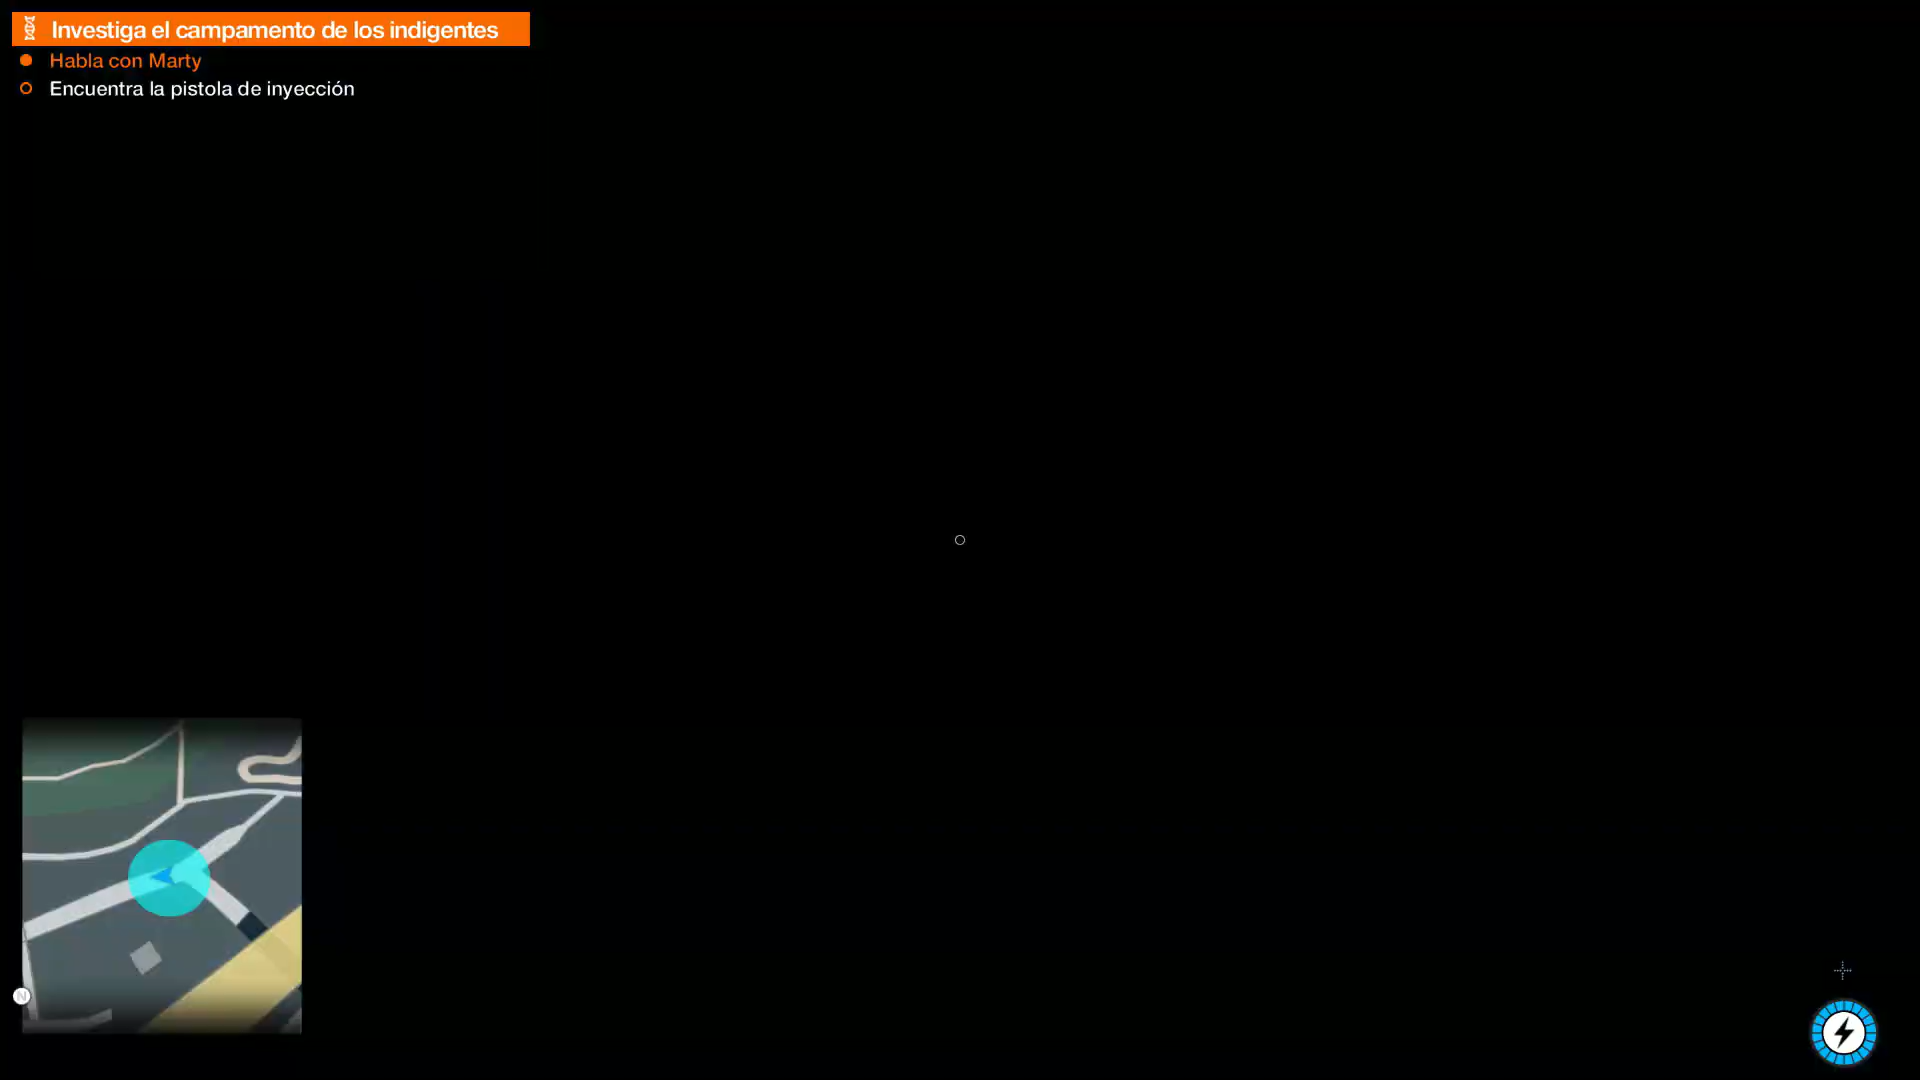 Investiga el campamento de los indigentes
Habla con Marty
Encuentra la pistola de inyección
N